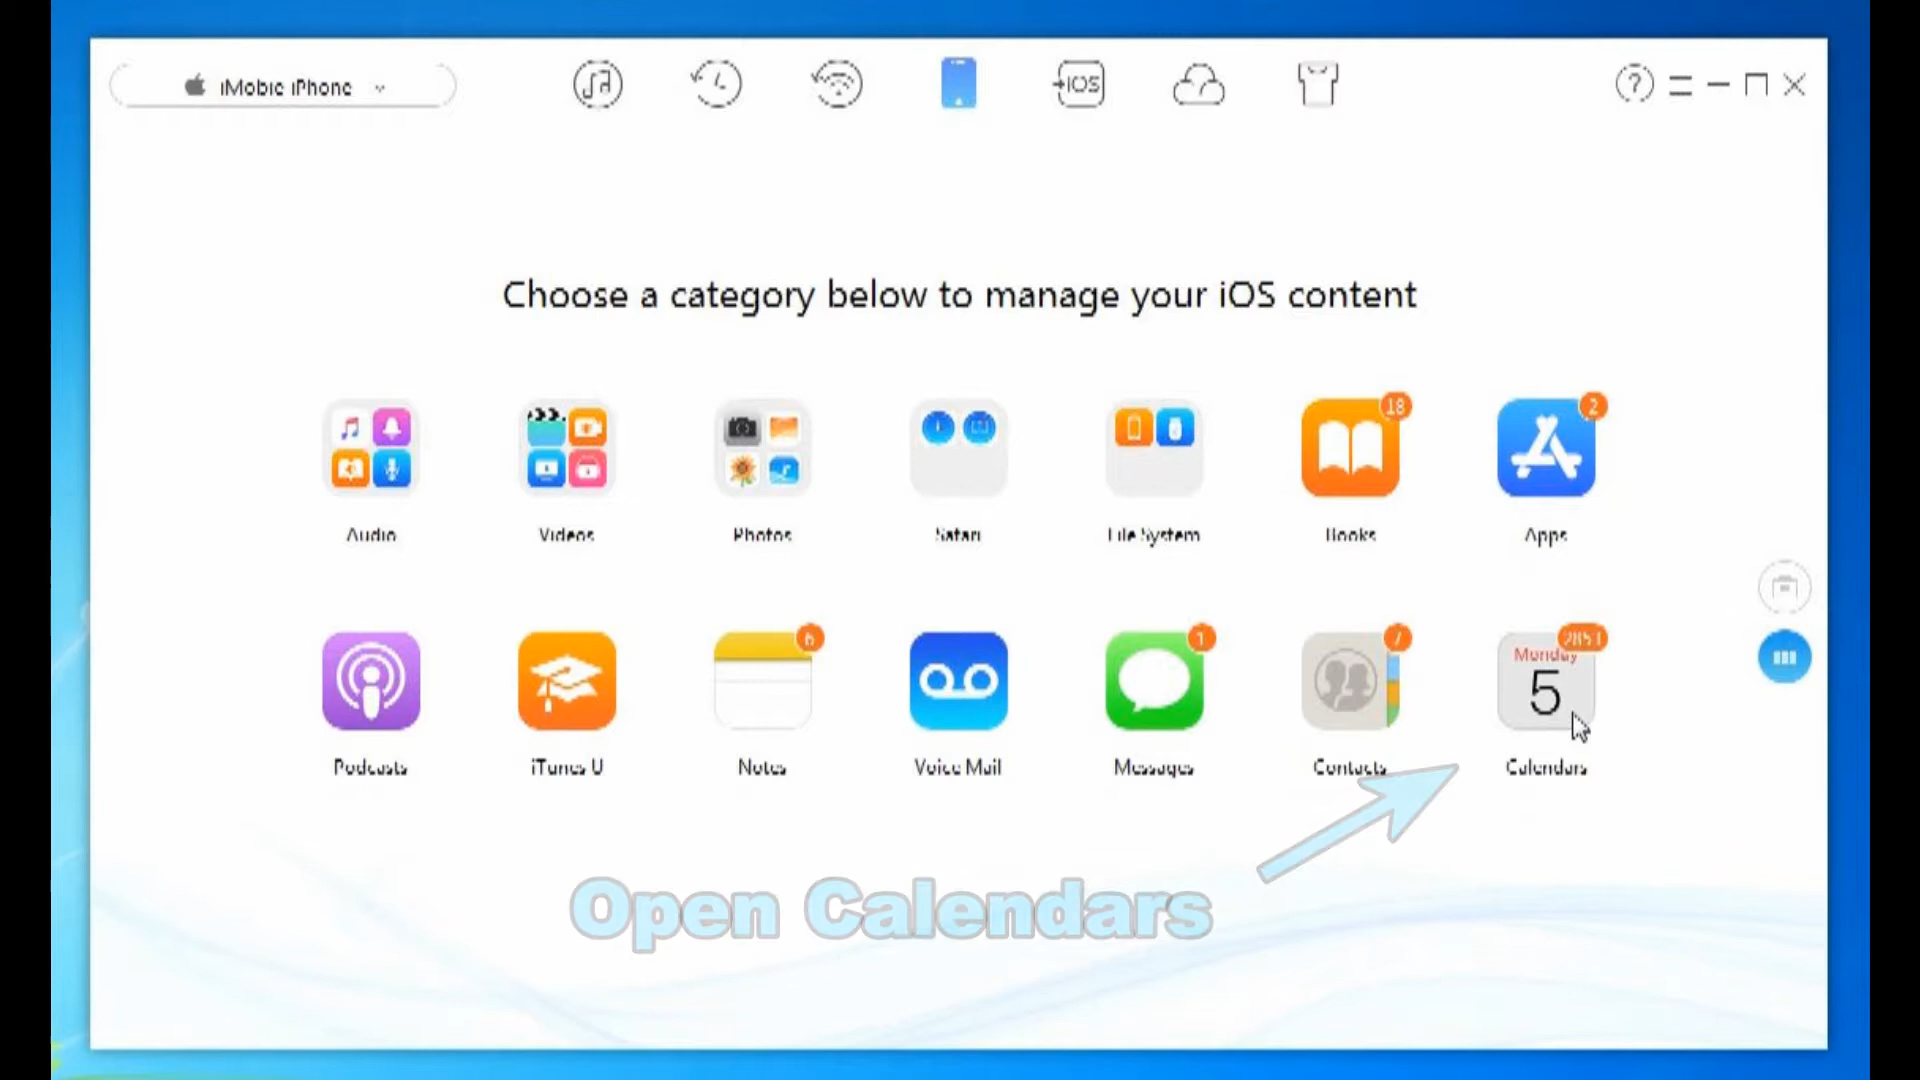 iMobie iPhone
iOS
?
Choose a category below to manage your iOS content
18
2
Audio Videos Photos Safari File System Books Apps
6
1
7
2853
Monday
5
Podcasts iTunes U Notes Voice Mail Messages Contacts Calendars
Open Calendars